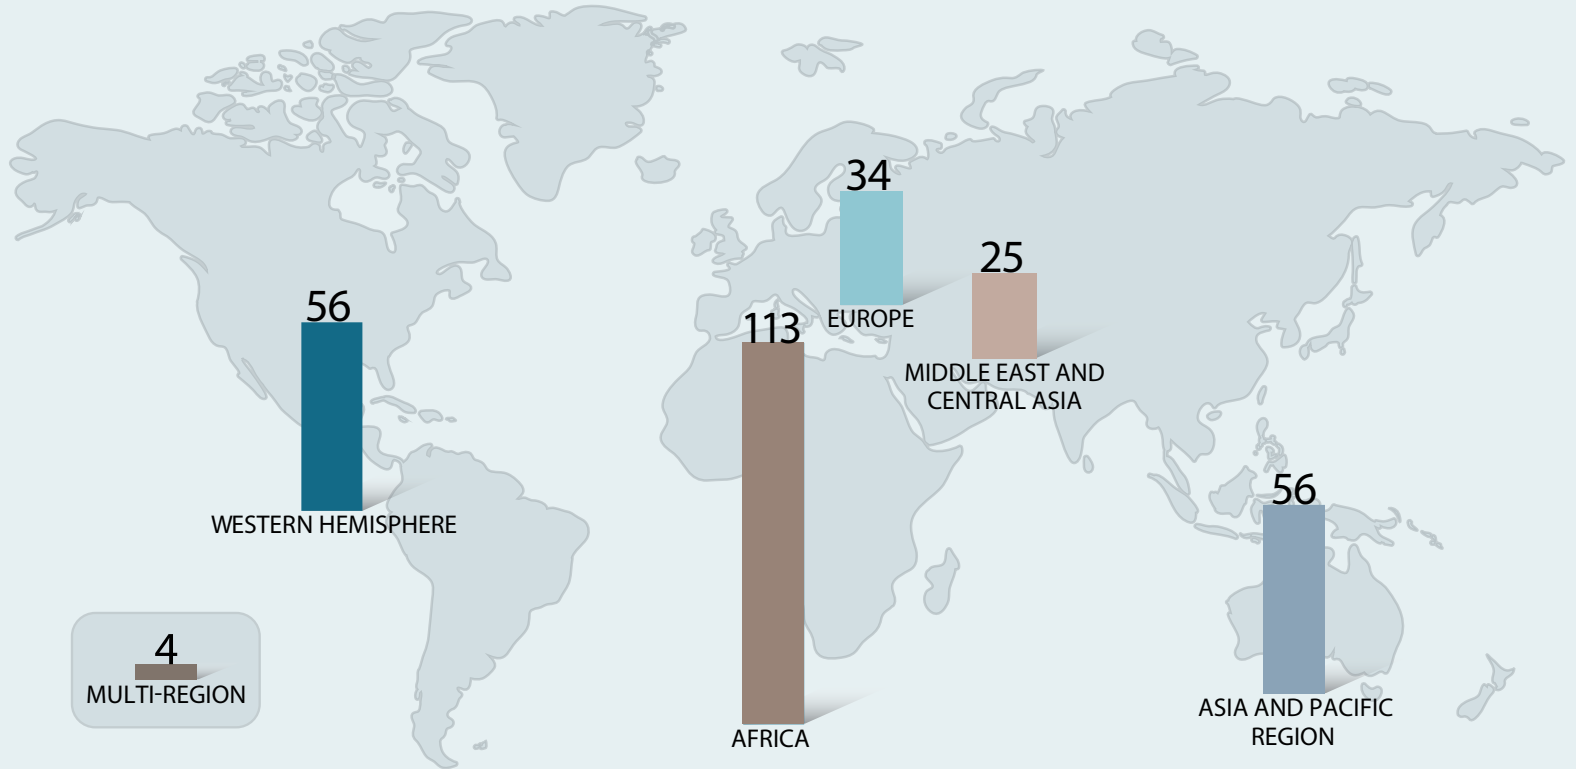 34
EUROPE
25
MIDDLE EAST AND
CENTRAL ASIA
56
WESTERN HEMISPHERE
113
AFRICA
56
ASIA AND PACIFIC
REGION
4
MULTI-REGION